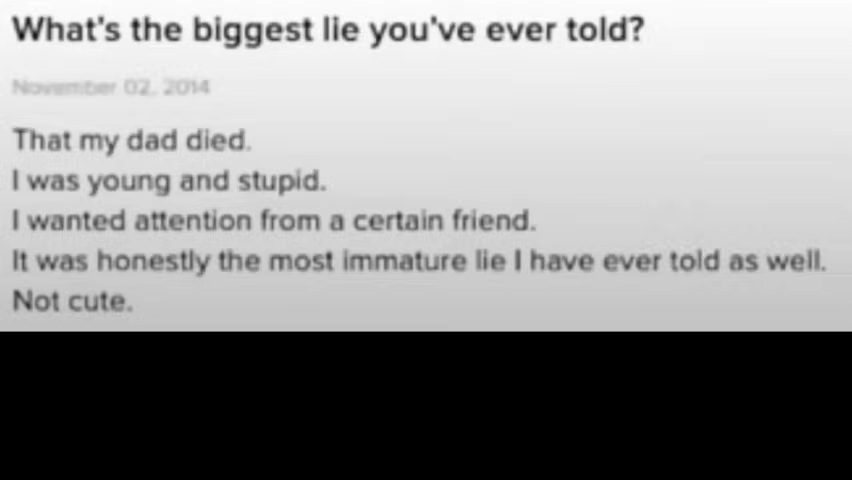 What's the biggest lie you've ever told?
November 02, 2014
That my dad died.
I was young and stupid.
I wanted attention from a certain friend.
It was honestly the most immature lie I have ever told as well.
Not cute.